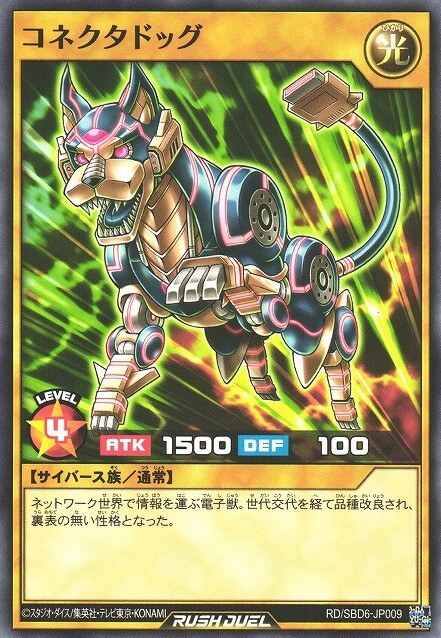 コネクタドッグ
ひかり
光
LEVEL
4
ATK 1500 DEF 100
【サイバース族/通常】
ネットワーク世界で情報を運ぶ電子獣。世代交代を経て品種改良され、
裏表の無い性格となった。
©スタジオ・ダイス/集英社・テレビ東京・KONAMI
RUSH DUEL
RD/SBD6-JP009